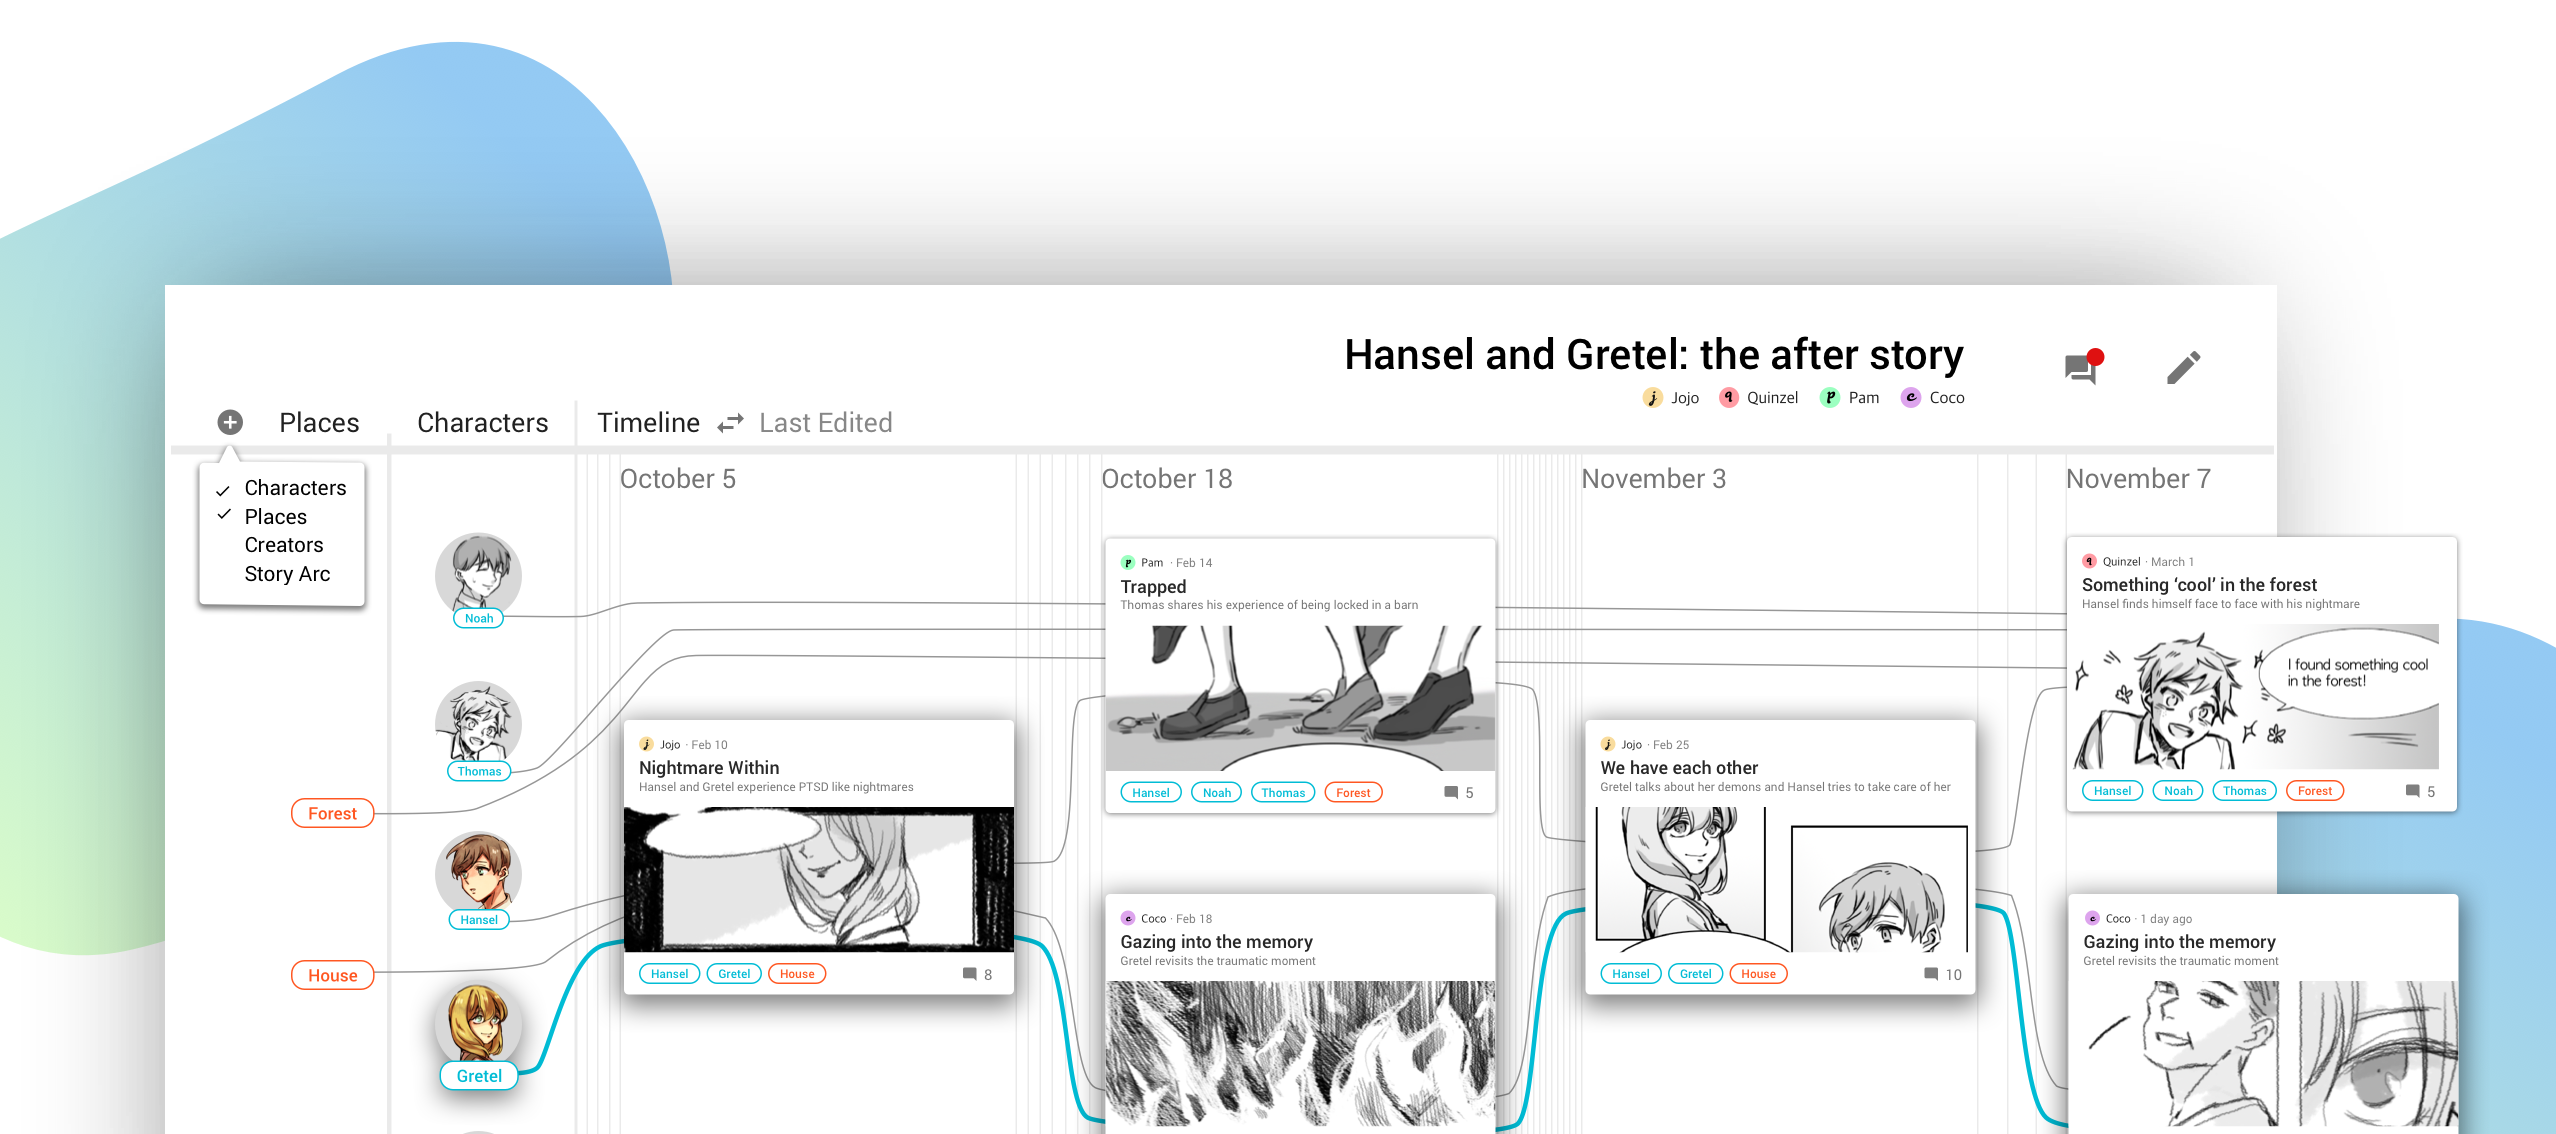 Hansel and Gretel: the after story
j Jojo q Quinzel p Pam c Coco
Places Characters Timeline Last Edited
Characters
Places
Creators
Story Arc
October 5 October 18 November 3 November 7
Noah
Thomas
Forest
Hansel
House
Gretel
j Jojo · Feb 10
Nightmare Within
Hansel and Gretel experience PTSD like nightmares
Hansel Gretel House 8
p Pam · Feb 14
Trapped
Thomas shares his experience of being locked in a barn
Hansel Noah Thomas Forest 5
c Coco · Feb 18
Gazing into the memory
Gretel revisits the traumatic moment
j Jojo · Feb 25
We have each other
Gretel talks about her demons and Hansel tries to take care of her
Hansel Gretel House 10
q Quinzel · March 1
Something ‘cool’ in the forest
Hansel finds himself face to face with his nightmare
I found something cool
in the forest!
Hansel Noah Thomas Forest 5
c Coco · 1 day ago
Gazing into the memory
Gretel revisits the traumatic moment